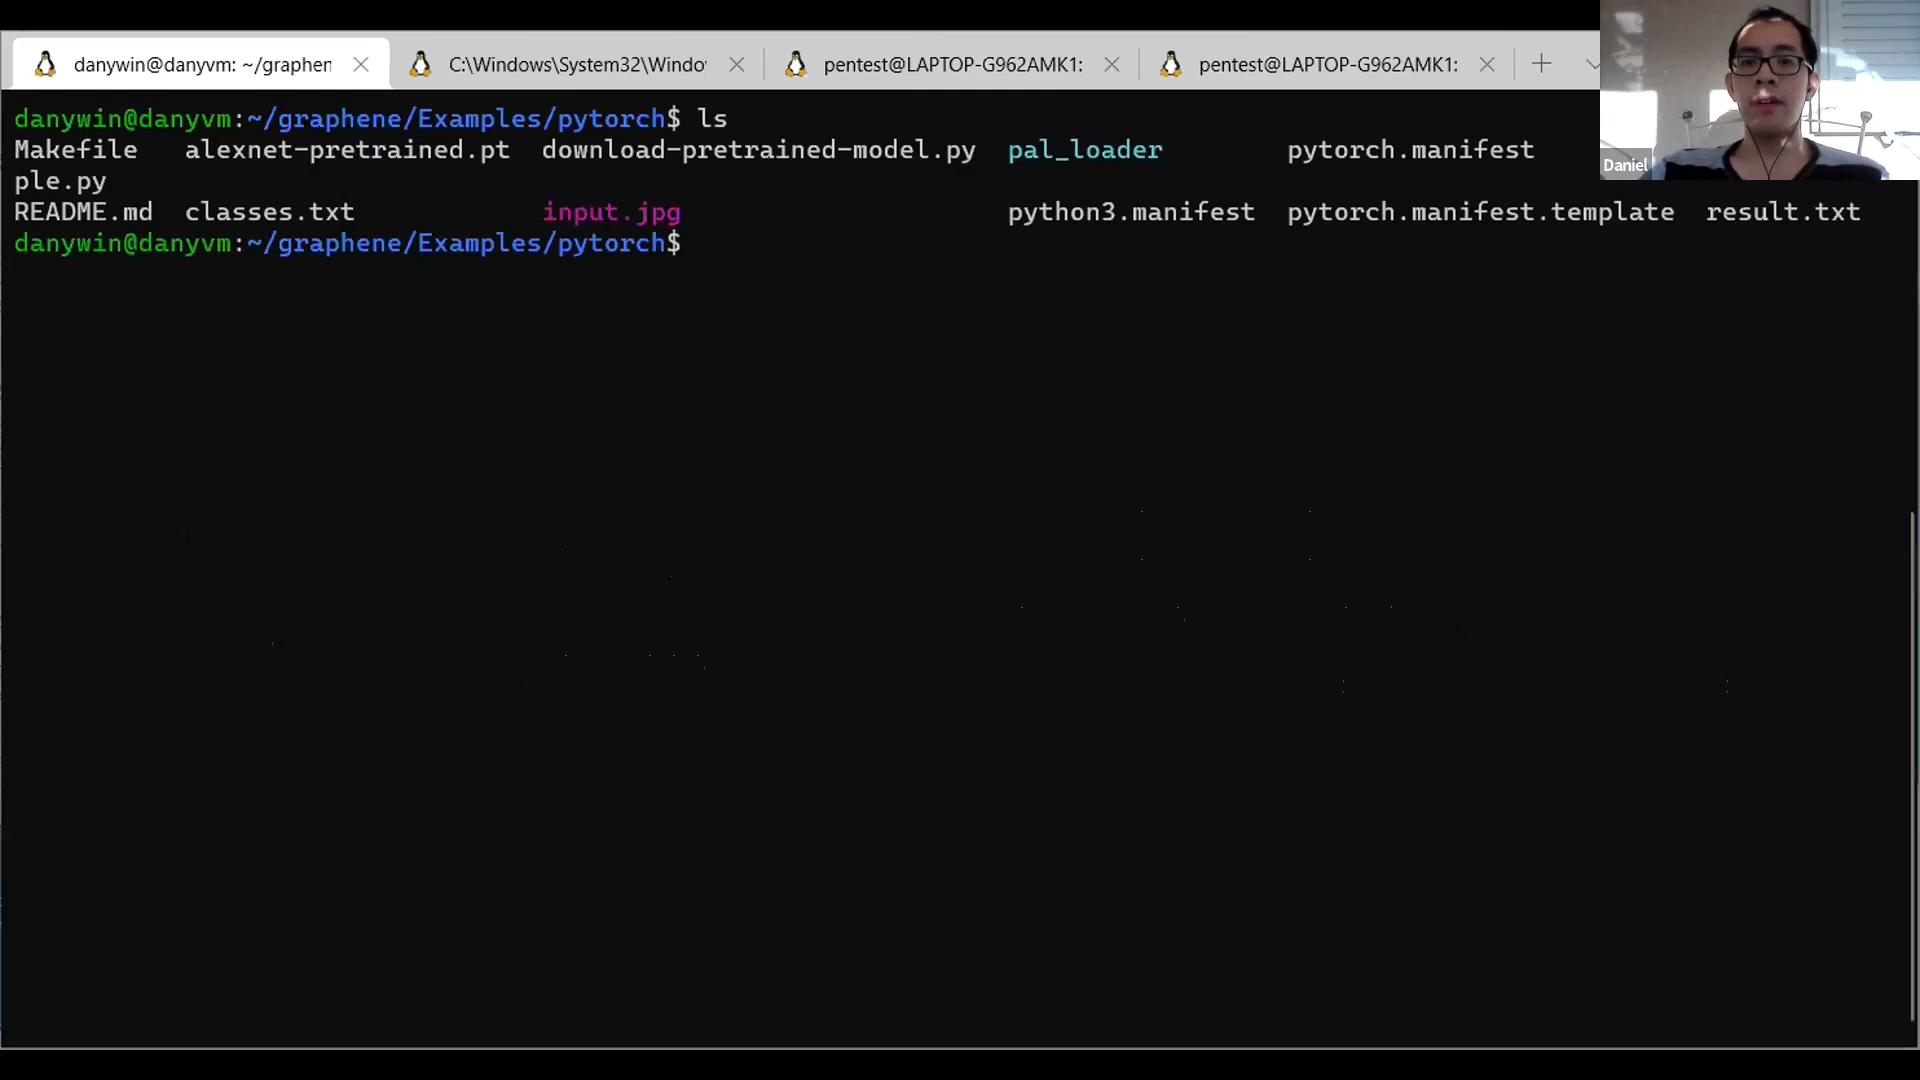 danywin@danyvm: ~/graphen
C:\Windows\System32\Windo
pentest@LAPTOP-G962AMK1:
pentest@LAPTOP-G962AMK1:
Daniel
danywin@danyvm:~/graphene/Examples/pytorch$ ls
Makefile alexnet-pretrained.pt download-pretrained-model.py pal_loader pytorch.manifest
ple.py
README.md classes.txt input.jpg python3.manifest pytorch.manifest.template result.txt
danywin@danyvm:~/graphene/Examples/pytorch$